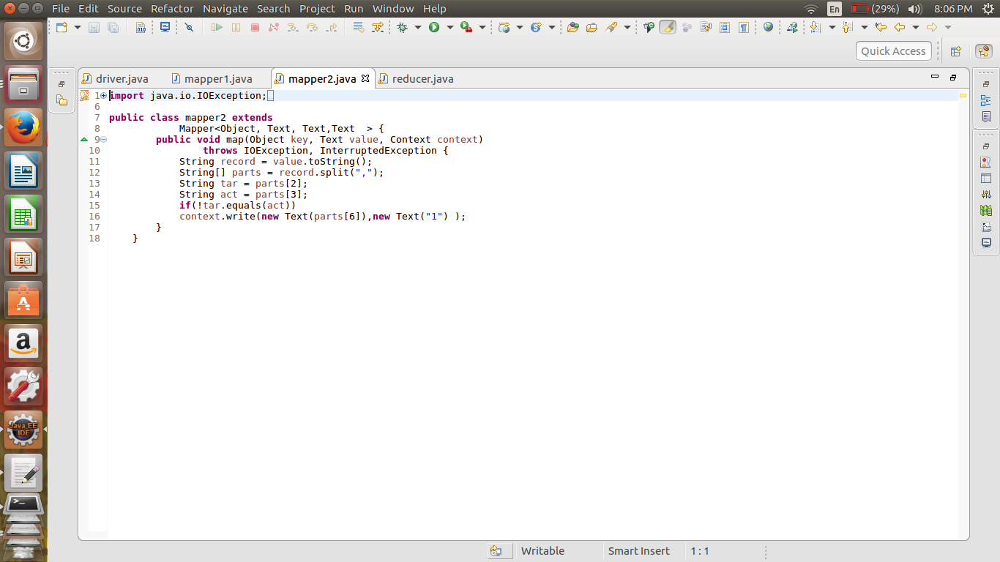 File Edit Source Refactor Navigate Search Project Run Window Help En (29%) 8:06 PM
010
Quick Access
driver.java mapper1.java mapper2.java reducer.java
1 import java.io.IOException;
6
7 public class mapper2 extends
8 Mapper<Object, Text, Text,Text > {
9 public void map(Object key, Text value, Context context)
10 throws IOException, InterruptedException {
11 String record = value.toString();
12 String[] parts = record.split(",");
13 String tar = parts[2];
14 String act = parts[3];
15 if(!tar.equals(act))
16 context.write(new Text(parts[6]),new Text("1") );
17 }
18 }
a
Java EE
IDE
>_
Writable Smart Insert 1 : 1